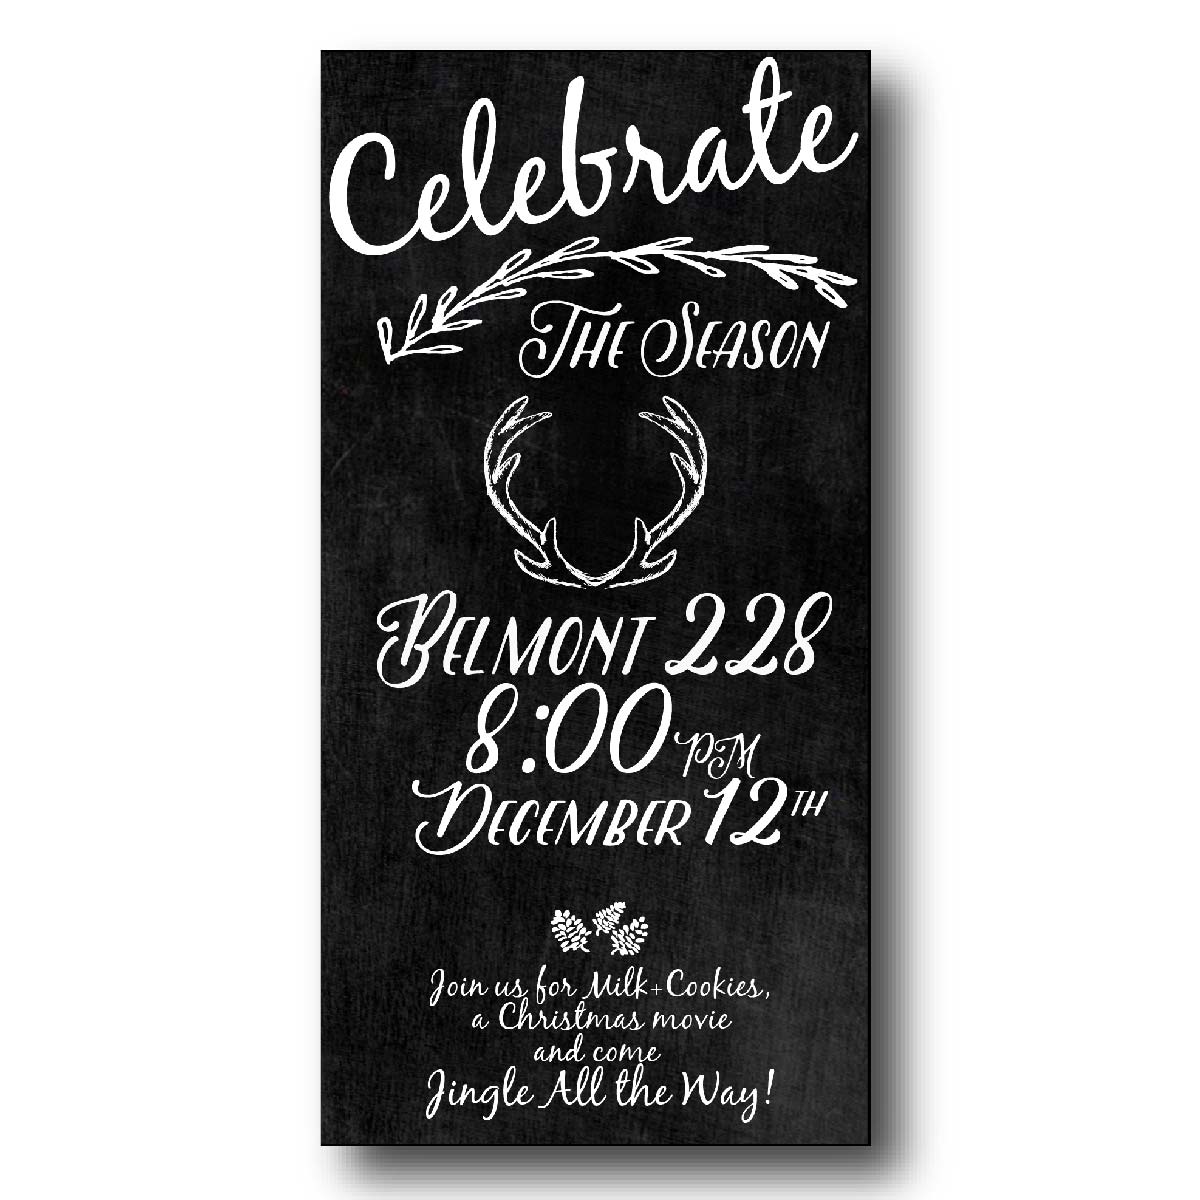 Celebrate
The Season
Belmont 228
8:00 PM
December 12th
Join us for Milk+Cookies,
a Christmas movie
and come
Jingle All the Way!